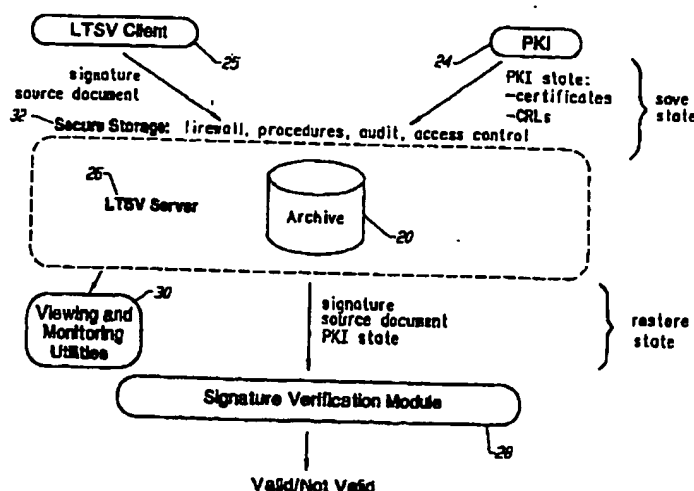 LTSV Client
25
24
PKI
signature
source document
PKI state:
-certificates
-CRLs
save
state
32
Secure Storage: firewall, procedures, audit, access control
26
LTSV Server
Archive
20
30
Viewing and
Monitoring
Utilities
signature
source document
PKI state
restore
state
Signature Verification Module
28
Valid/Not Valid